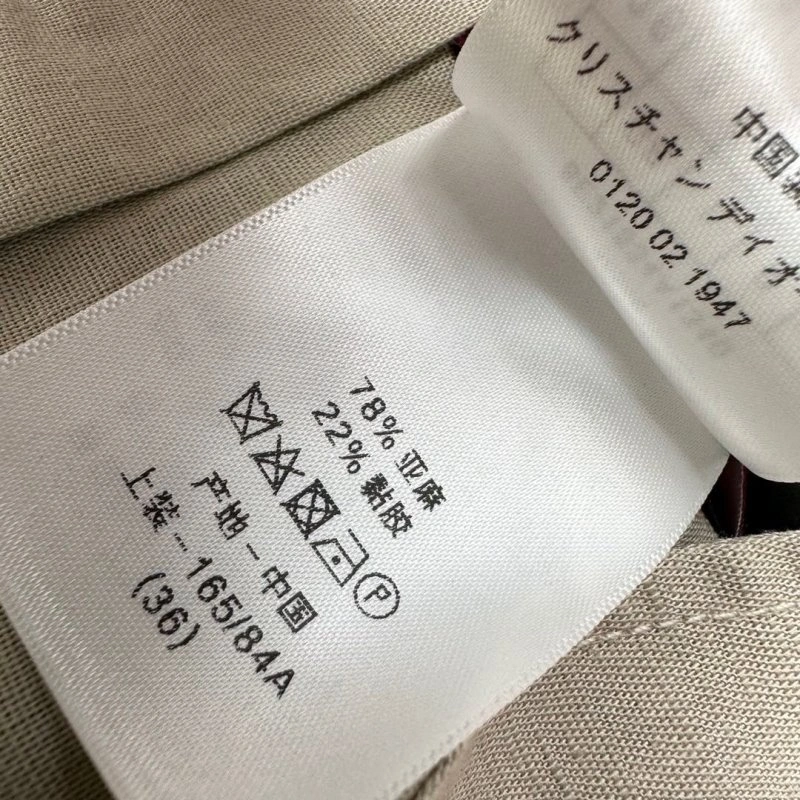 中国
クリスチャン ディオ
0120 02 1947
78% 亚麻
22% 黏胶
P
产地 - 中国
上装 - 165/84A
(36)